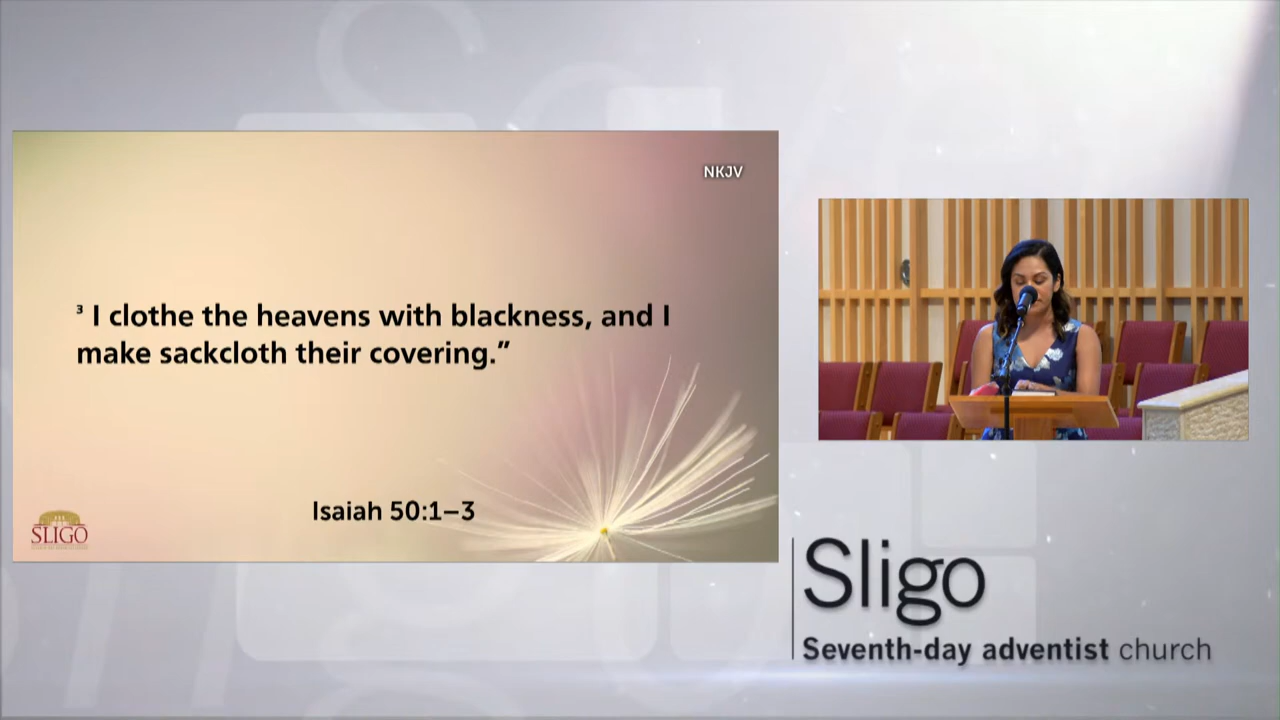 NKJV
³ I clothe the heavens with blackness, and I
make sackcloth their covering.”
Isaiah 50:1–3
SLIGO
Sligo
Seventh-day adventist church